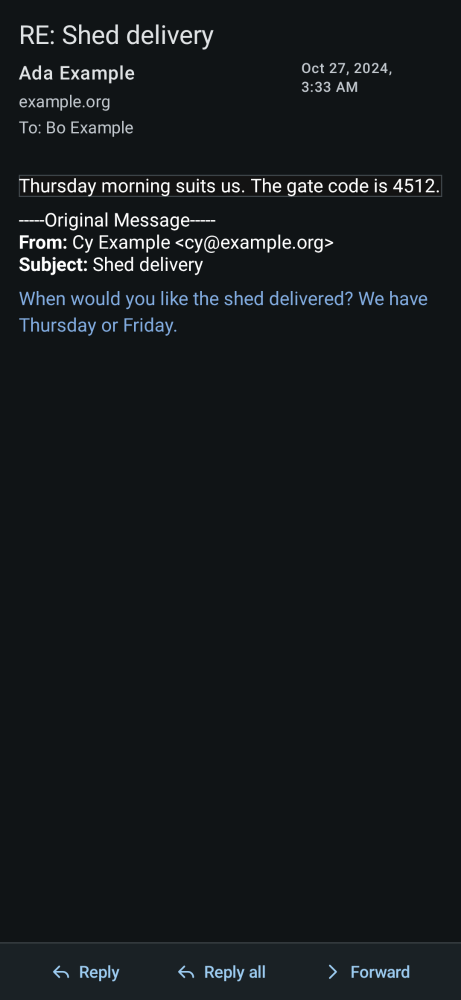 RE: Shed delivery
Ada Example
Oct 27, 2024,
3:33 AM
example.org
To: Bo Example
Thursday morning suits us. The gate code is 4512.
-----Original Message-----
From: Cy Example <cy@example.org>
Subject: Shed delivery
When would you like the shed delivered? We have
Thursday or Friday.
Reply
Reply all
Forward